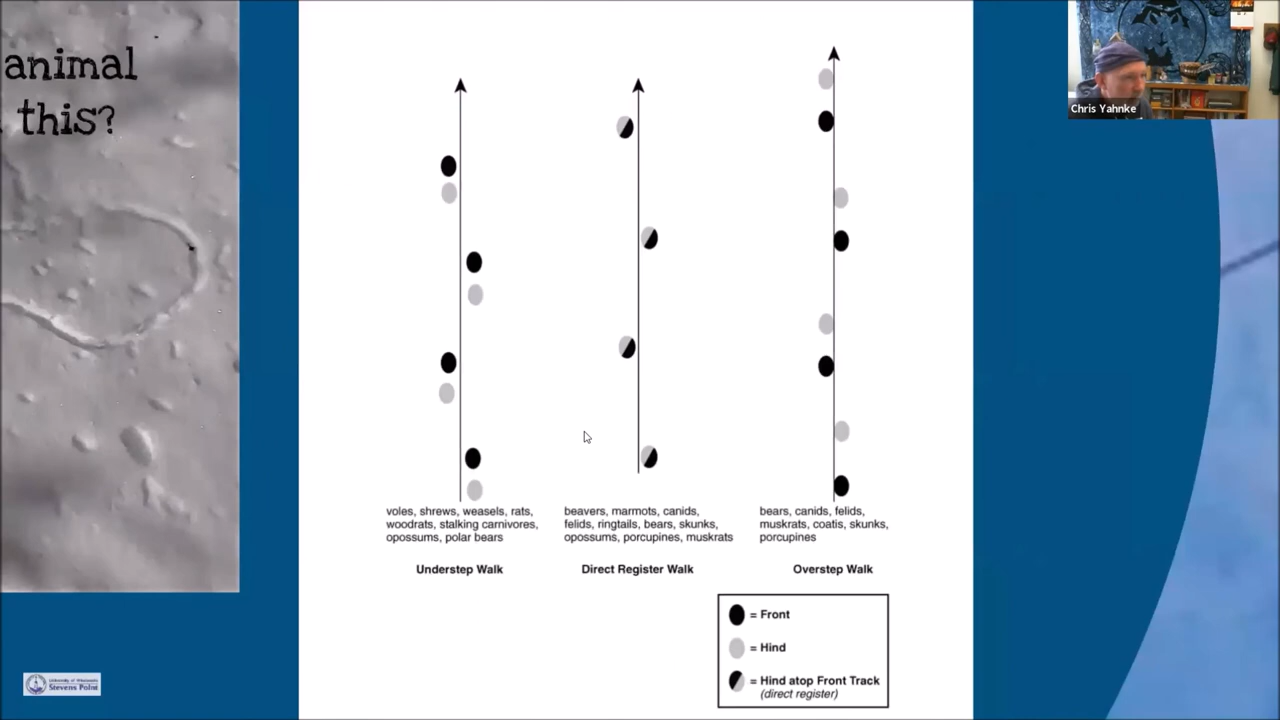 animal
this?
Chris Yahnke
voles, shrews, weasels, rats,
woodrats, stalking carnivores,
opossums, polar bears
Understep Walk
beavers, marmots, canids,
felids, ringtails, bears, skunks,
opossums, porcupines, muskrats
Direct Register Walk
bears, canids, felids,
muskrats, coatis, skunks,
porcupines
Overstep Walk
= Front
= Hind
= Hind atop Front Track
(direct register)
University of Wisconsin
Stevens Point